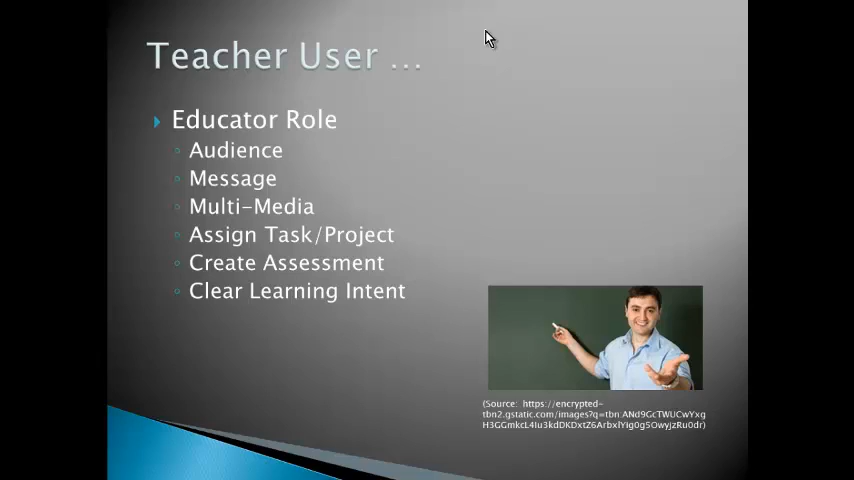 Teacher User ...
Educator Role
Audience
Message
Multi-Media
Assign Task/Project
Create Assessment
Clear Learning Intent
(Source: https://encrypted-
tbn2.gstatic.com/images?q=tbn:ANd9GcTWUCwYxg
H3GGmkcL4Iu3kdDKDxtZ6ArbxlYig0g5OwyjzRu0dr)